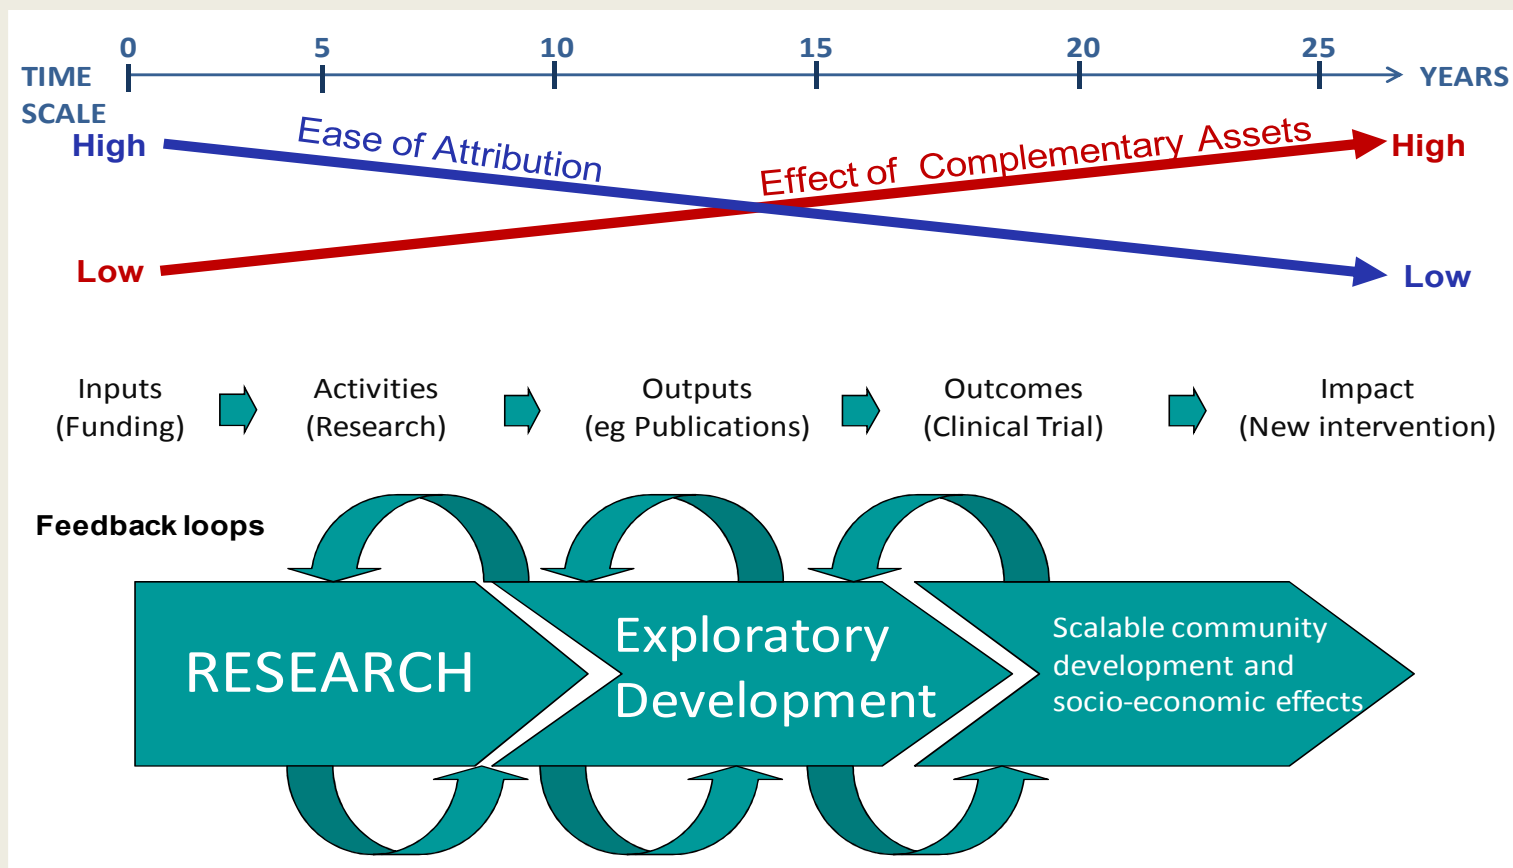 0 5 10 15 20 25
TIME
SCALE
YEARS
High
Ease of Attribution
Effect of Complementary Assets
High
Low
Low
Inputs
(Funding)
Activities
(Research)
Outputs
(eg Publications)
Outcomes
(Clinical Trial)
Impact
(New intervention)
Feedback loops
RESEARCH
Exploratory
Development
Scalable community
development and
socio-economic effects